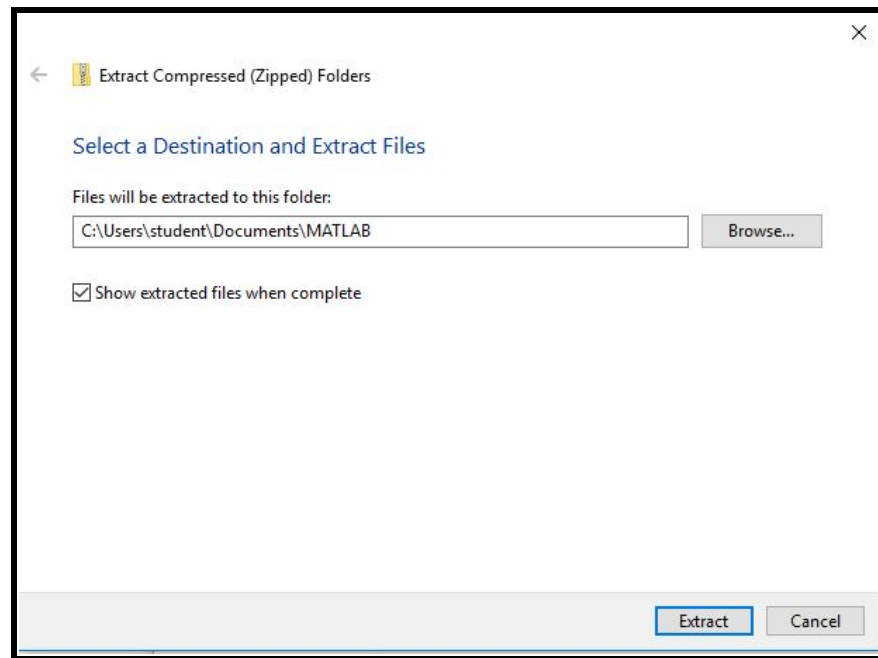 Extract Compressed (Zipped) Folders
Select a Destination and Extract Files
Files will be extracted to this folder:
C:\Users\student\Documents\MATLAB
Browse...
Show extracted files when complete
Extract
Cancel